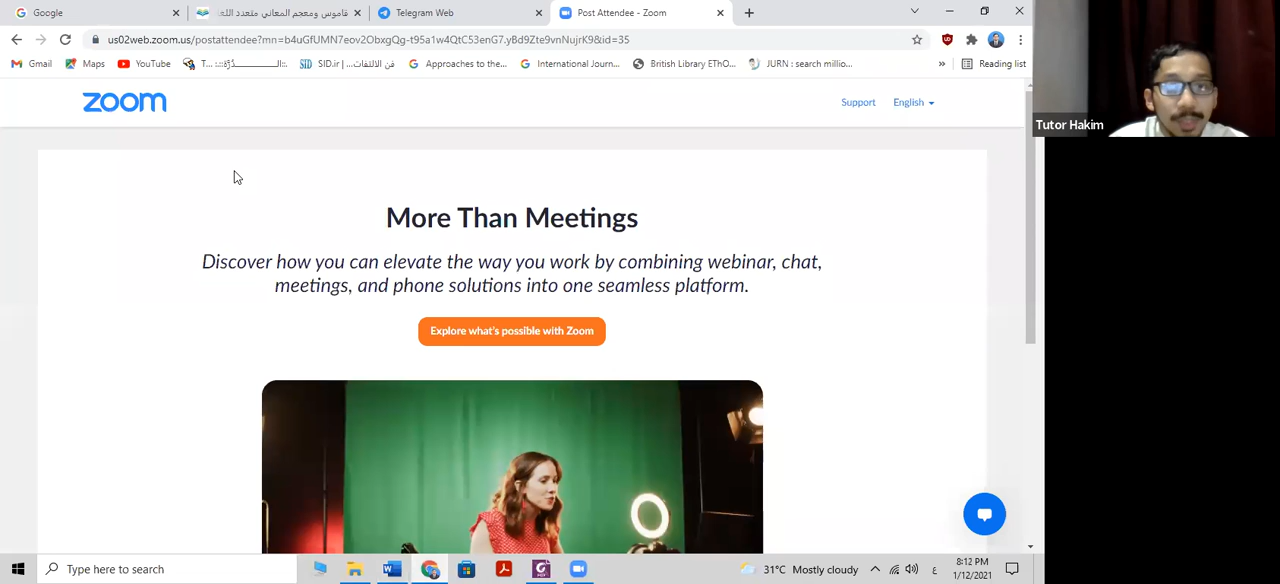 Google
قاموس ومعجم المعاني متعدد اللغ
Telegram Web
Post Attendee - Zoom
us02web.zoom.us/postattendee?mn=b4uGfUMN7eov2ObxgQg-t95a1w4QtC53enG7.yBd9Zte9vnNujrK9&id=35
Gmail
Maps
YouTube
SID.ir | ...فن الالتفات
Approaches to the...
International Journ...
British Library EThO...
JURN : search millio...
»
Reading list
zoom
Support
English
Tutor Hakim
More Than Meetings
Discover how you can elevate the way you work by combining webinar, chat,
meetings, and phone solutions into one seamless platform.
Explore what's possible with Zoom
Type here to search
31°C Mostly cloudy
ع
8:12 PM
1/12/2021